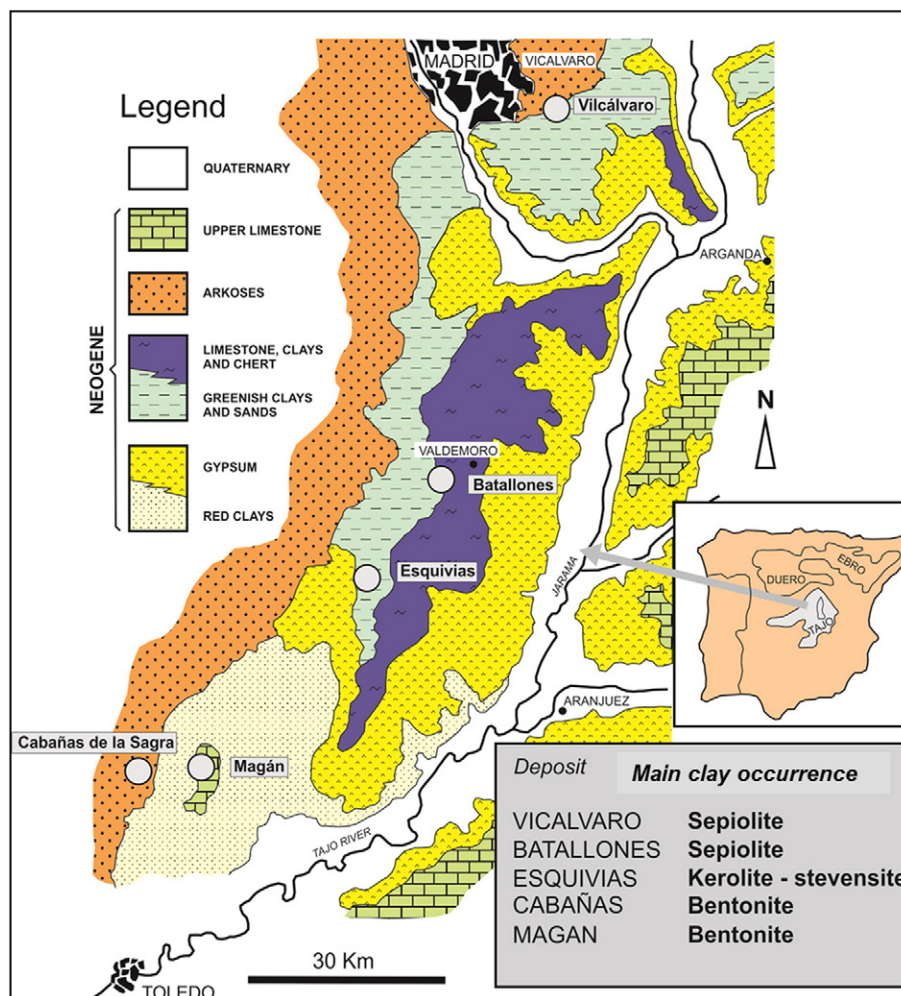 MADRID
VICALVARO
Vilcálvaro
Legend
QUATERNARY
UPPER LIMESTONE
ARKOSES
LIMESTONE, CLAYS
AND CHERT
GREENISH CLAYS
AND SANDS
GYPSUM
RED CLAYS
NEOGENE
ARGANDA
N
VALDEMORO
Batallones
Esquivias
JARAMA
DUERO
EBRO
TAJO
ARANJUEZ
Cabañas de la Sagra
Magán
TAJO RIVER
TOLEDO
30 Km
Deposit Main clay occurrence
VICALVARO Sepiolite
BATALLONES Sepiolite
ESQUIVIAS Kerolite - stevensite
CABAÑAS Bentonite
MAGAN Bentonite